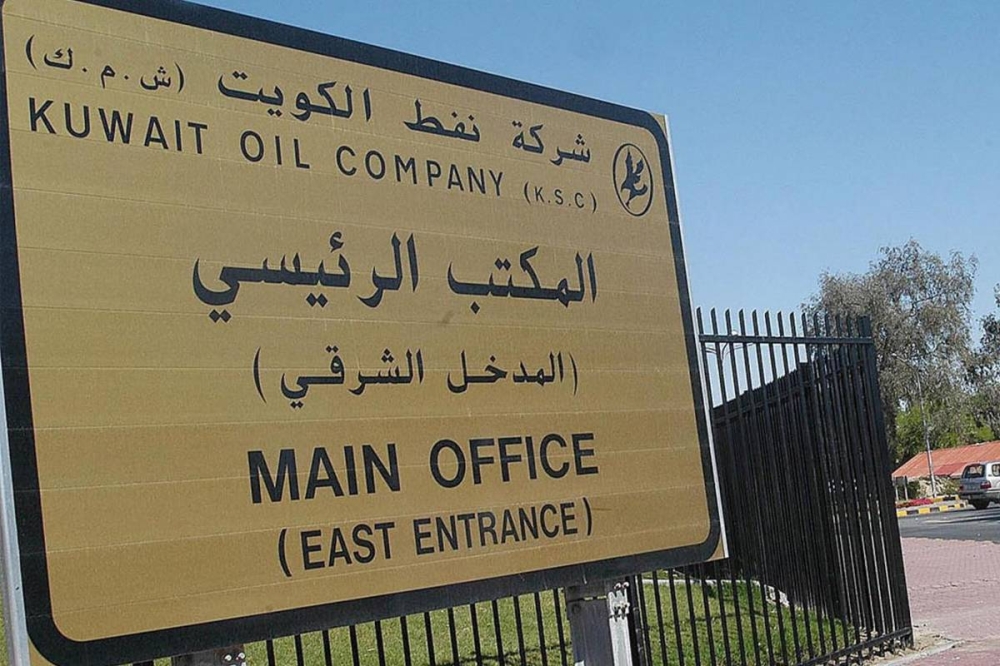 شركة نفط الكويت (ش.م.ك)
KUWAIT OIL COMPANY (K.S.C)
المكتب الرئيسي
(المدخل الشرقي)
MAIN OFFICE
(EAST ENTRANCE)